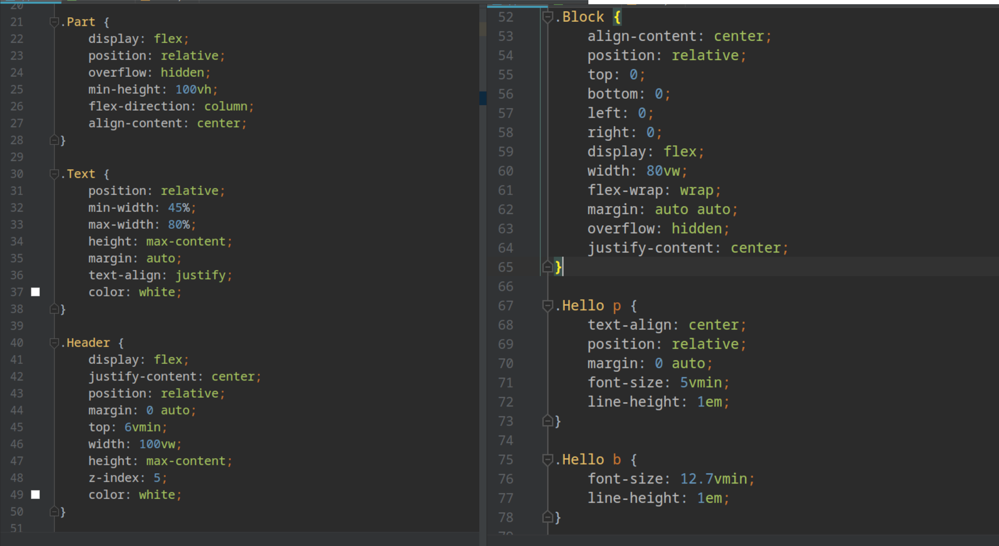 20
21 .Part {
22 display: flex;
23 position: relative;
24 overflow: hidden;
25 min-height: 100vh;
26 flex-direction: column;
27 align-content: center;
28 }
29
30 .Text {
31 position: relative;
32 min-width: 45%;
33 max-width: 80%;
34 height: max-content;
35 margin: auto;
36 text-align: justify;
37 color: white;
38 }
39
40 .Header {
41 display: flex;
42 justify-content: center;
43 position: relative;
44 margin: 0 auto;
45 top: 6vmin;
46 width: 100vw;
47 height: max-content;
48 z-index: 5;
49 color: white;
50 }
51
52 .Block {
53 align-content: center;
54 position: relative;
55 top: 0;
56 bottom: 0;
57 left: 0;
58 right: 0;
59 display: flex;
60 width: 80vw;
61 flex-wrap: wrap;
62 margin: auto auto;
63 overflow: hidden;
64 justify-content: center;
65 }
66
67 .Hello p {
68 text-align: center;
69 position: relative;
70 margin: 0 auto;
71 font-size: 5vmin;
72 line-height: 1em;
73 }
74
75 .Hello b {
76 font-size: 12.7vmin;
77 line-height: 1em;
78 }